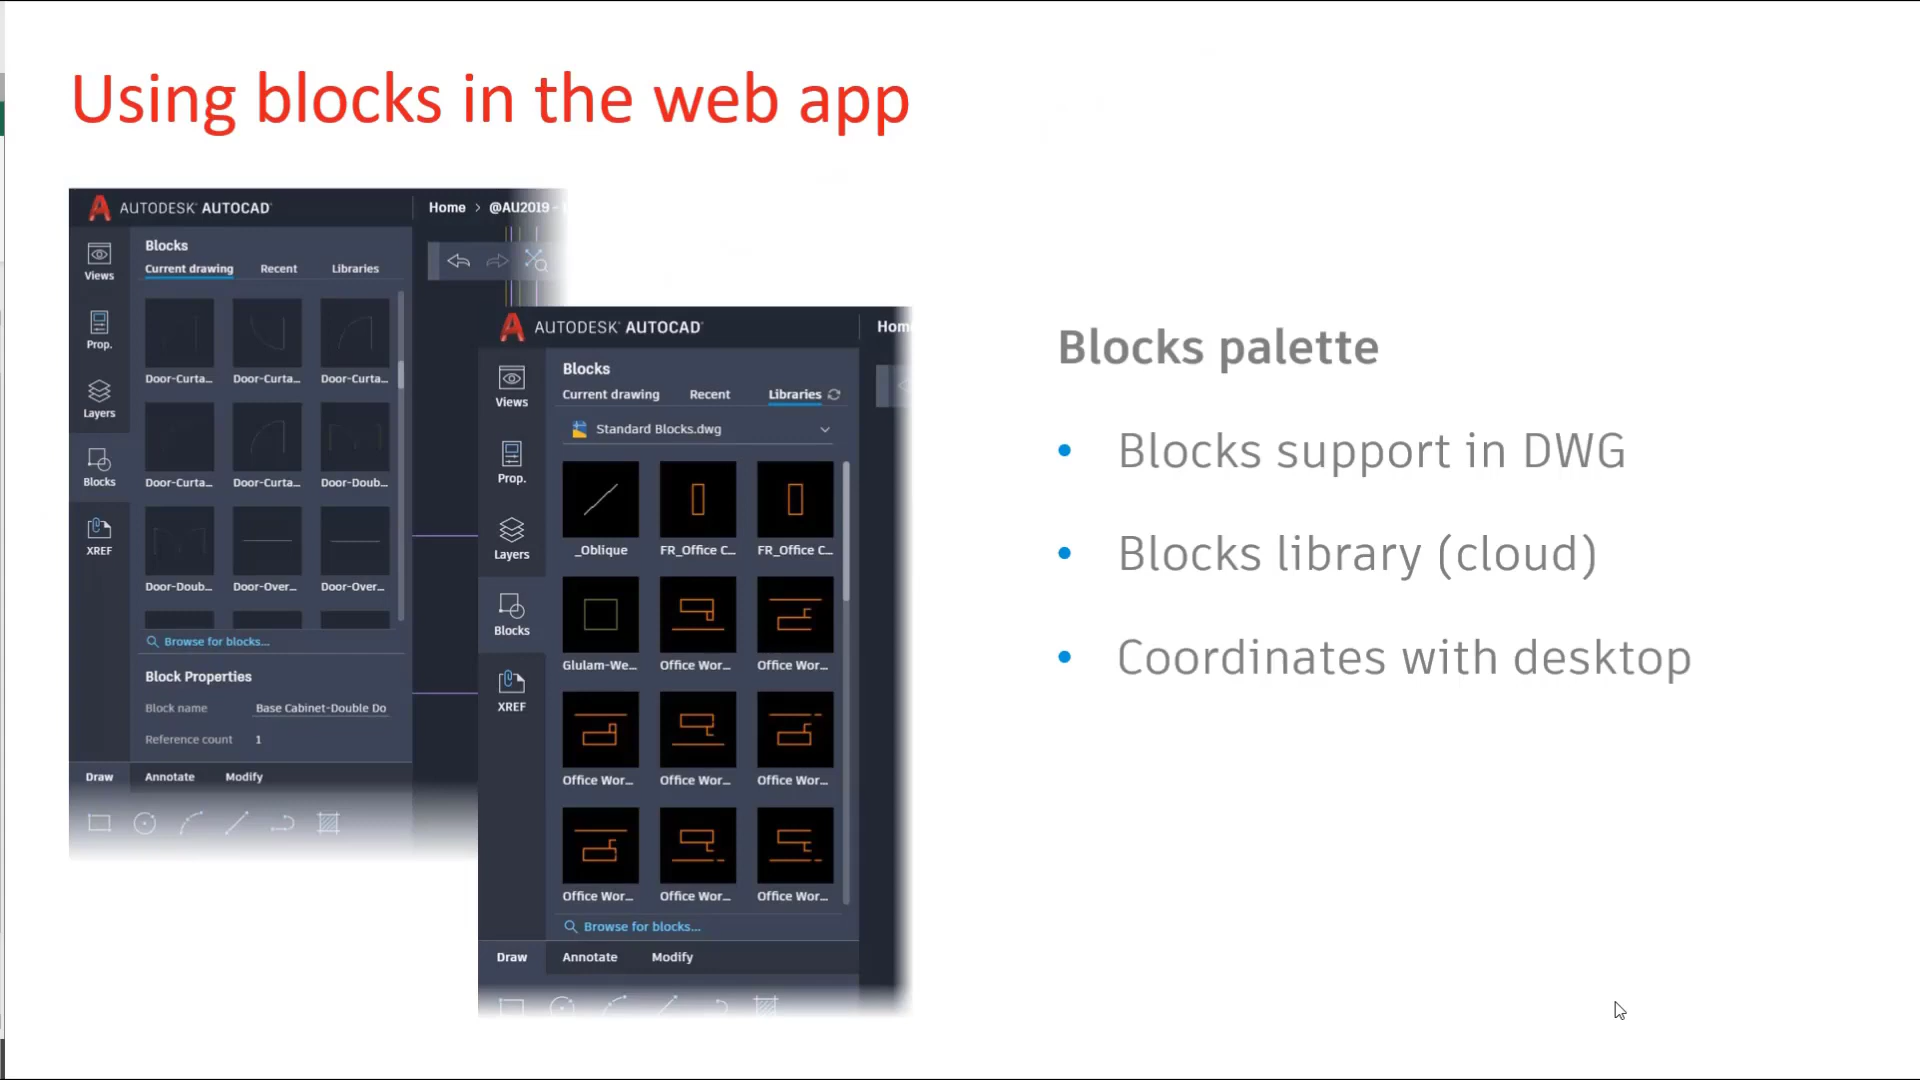 Using blocks in the web app
AUTODESK® AUTOCAD®
Home > @AU2019 -
Views
Prop.
Layers
Blocks
XREF
Blocks
Current drawing Recent Libraries
Door-Curta... Door-Curta... Door-Curta...
Door-Curta... Door-Curta... Door-Doub...
Door-Doub... Door-Over... Door-Over...
Browse for blocks...
Block Properties
Block name Base Cabinet-Double Do
Reference count 1
Draw Annotate Modify
AUTODESK® AUTOCAD®
Home
Views
Prop.
Layers
Blocks
XREF
Blocks
Current drawing Recent Libraries
Standard Blocks.dwg
_Oblique FR_Office C... FR_Office C...
Glulam-We... Office Wor... Office Wor...
Office Wor... Office Wor... Office Wor...
Office Wor... Office Wor... Office Wor...
Browse for blocks...
Draw Annotate Modify
Blocks palette
• Blocks support in DWG
• Blocks library (cloud)
• Coordinates with desktop